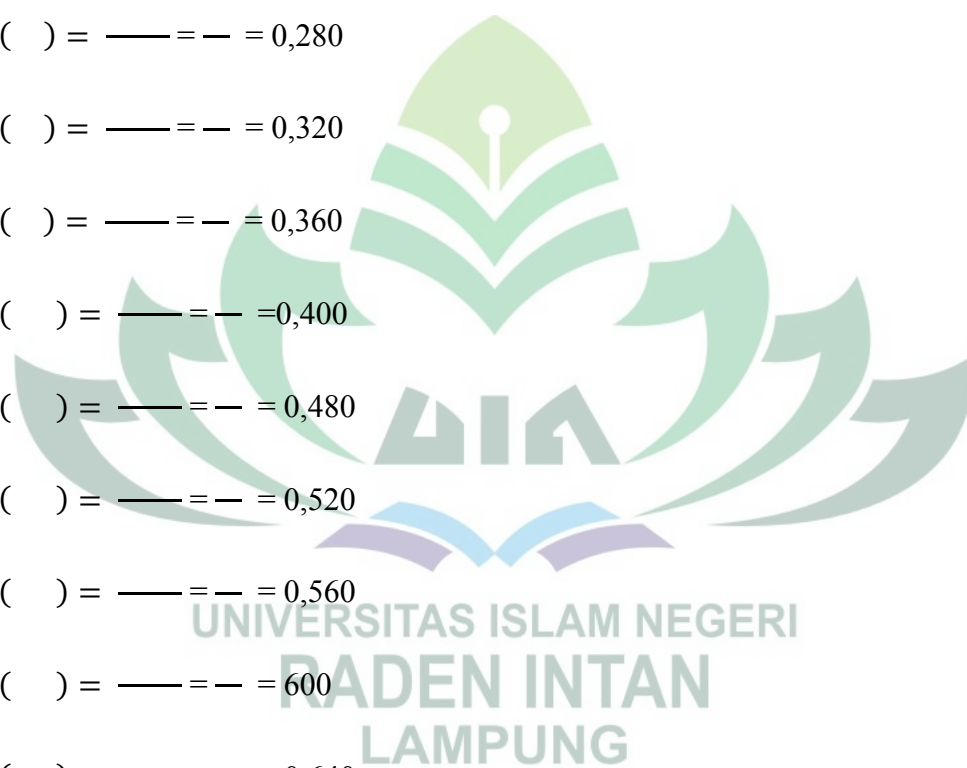 ( ) = —— = — = 0,280
( ) = —— = — = 0,320
( ) = —— = — = 0,360
( ) = —— = — =0,400
( ) = —— = — = 0,480
( ) = —— = — = 0,520
( ) = —— = — = 0,560
( ) = —— = — = 600
UIN
UNIVERSITAS ISLAM NEGERI
RADEN INTAN
LAMPUNG